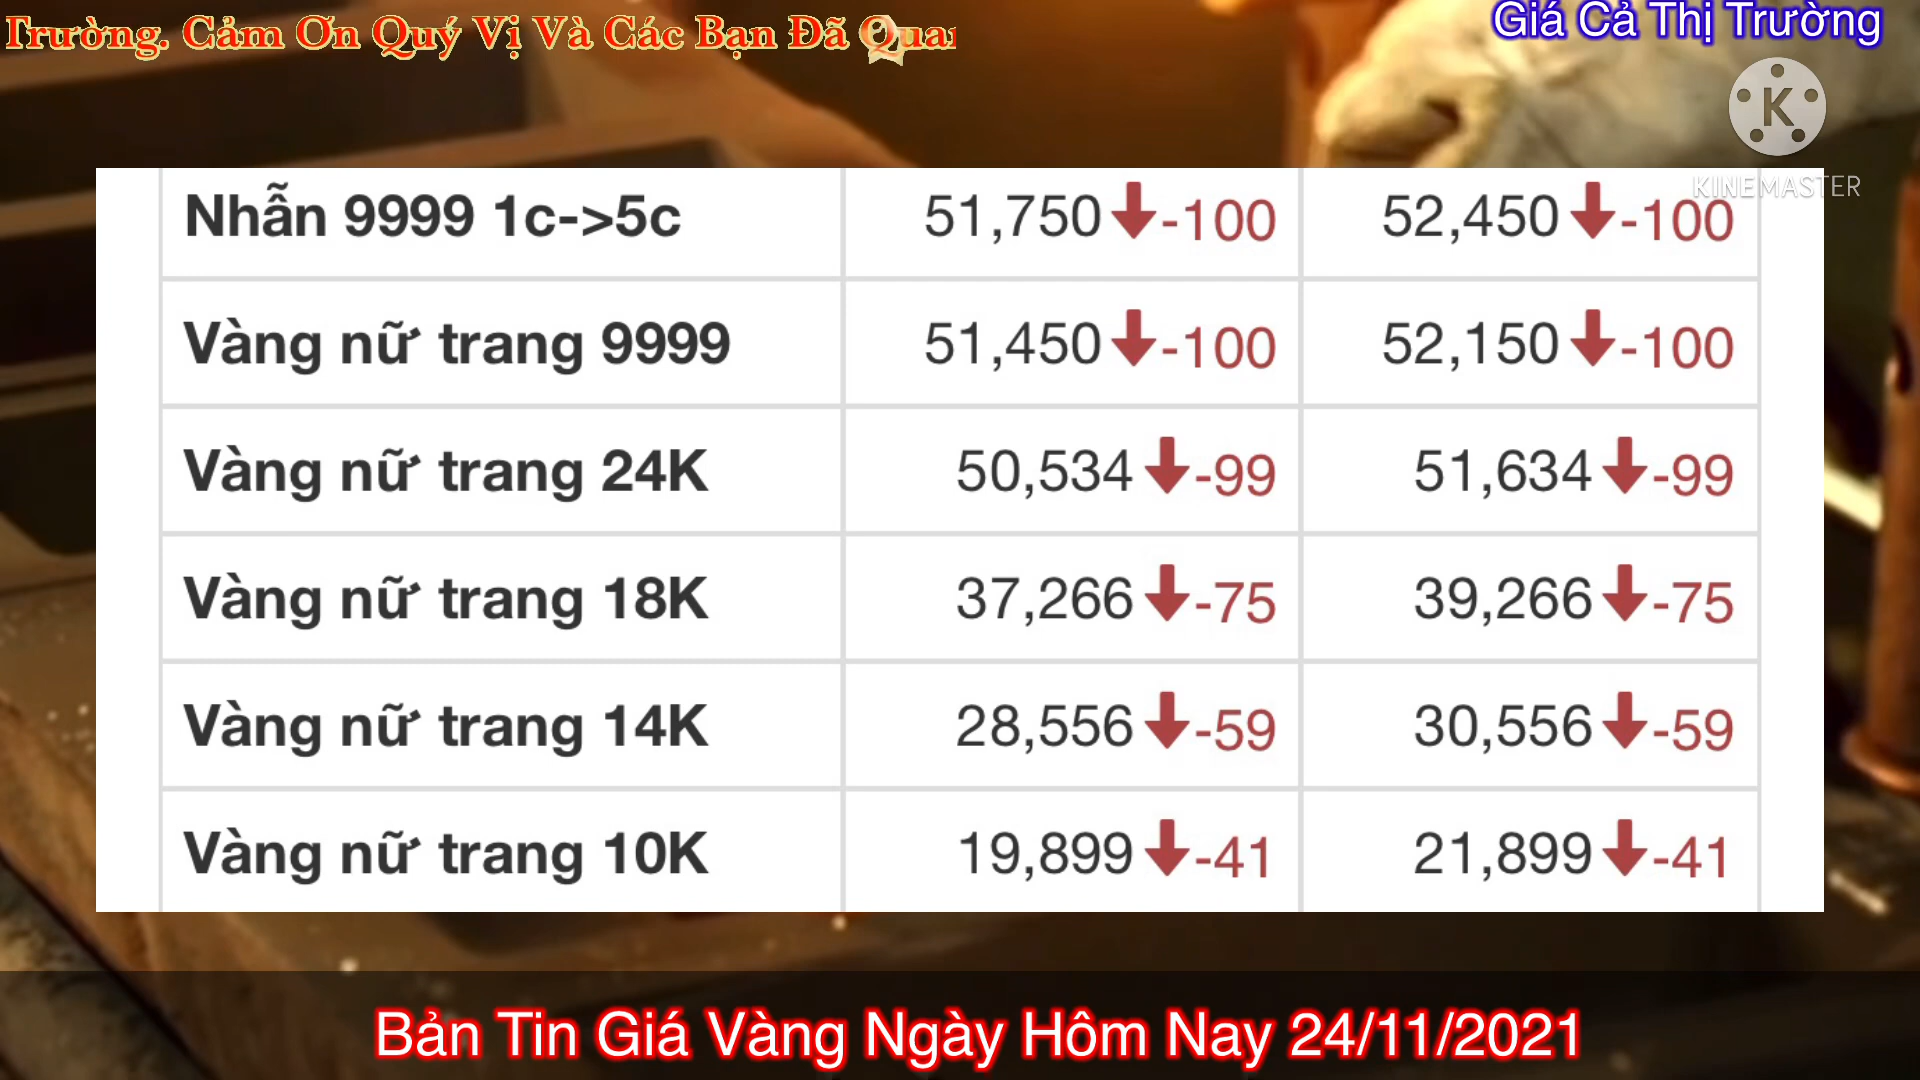 Trường. Cảm Ơn Quý Vị Và Các Bạn Đã
Giá Cả Thị Trường
K
KINEMASTER
Nhẫn 9999 1c->5c 51,750 -100 52,450 -100
Vàng nữ trang 9999 51,450 -100 52,150 -100
Vàng nữ trang 24K 50,534 -99 51,634 -99
Vàng nữ trang 18K 37,266 -75 39,266 -75
Vàng nữ trang 14K 28,556 -59 30,556 -59
Vàng nữ trang 10K 19,899 -41 21,899 -41
Bản Tin Giá Vàng Ngày Hôm Nay 24/11/2021